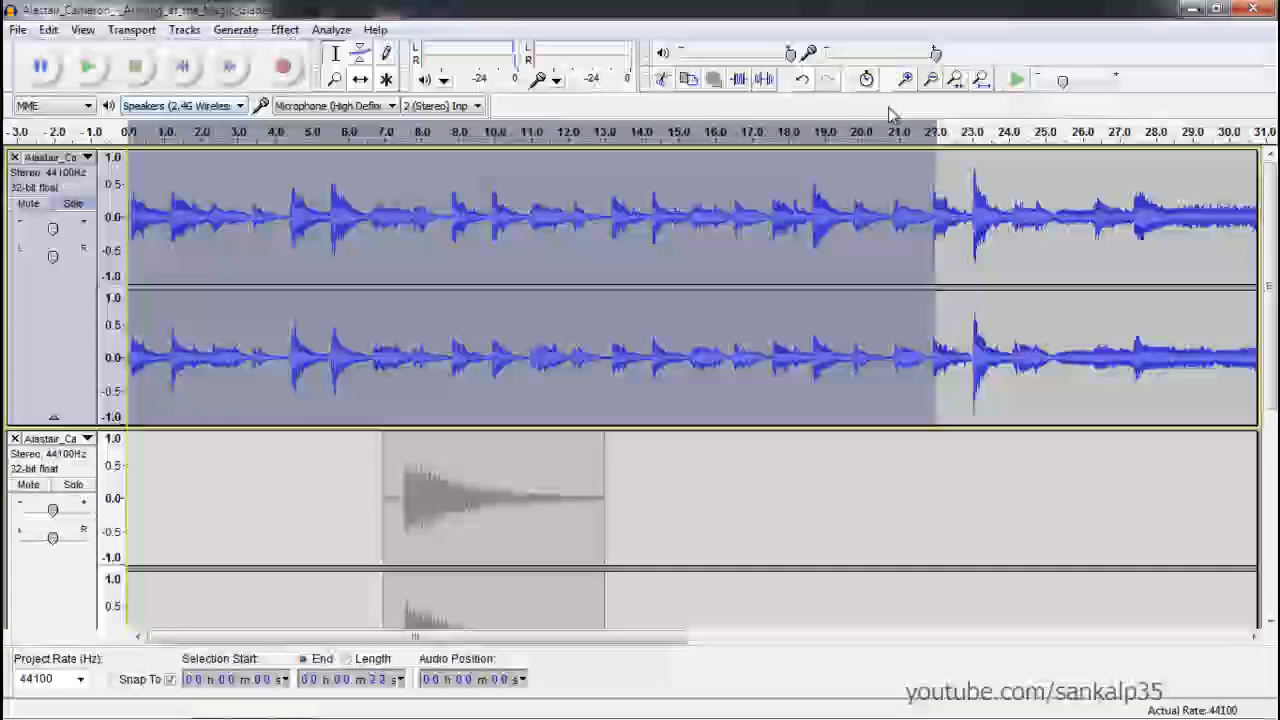 Alastair_Cameron_-_Arriving_at_the_Magic
File Edit View Transport Tracks Generate Effect Analyze Help
L
R
-24 0
L
R
-24 0
MME
Speakers (2,4G Wireless
Microphone (High Defini
2 (Stereo) Inp
-3.0 -2.0 -1.0 0.0 1.0 2.0 3.0 4.0 5.0 6.0 7.0 8.0 9.0 10.0 11.0 12.0 13.0 14.0 15.0 16.0 17.0 18.0 19.0 20.0 21.0 22.0 23.0 24.0 25.0 26.0 27.0 28.0 29.0 30.0 31.0
Alastair_Ca
Stereo, 44100Hz
32-bit float
Mute Solo
- +
L R
1.0
0.5
0.0
-0.5
-1.0
1.0
0.5
0.0
-0.5
-1.0
Alastair_Ca
Stereo, 44100Hz
32-bit float
Mute Solo
- +
L R
1.0
0.5
0.0
-0.5
-1.0
1.0
0.5
Project Rate (Hz):
44100
Snap To
Selection Start:
End
Length
Audio Position:
00 h 00 m 00 s
00 h 00 m 22 s
00 h 00 m 00 s
youtube.com/sankalp35
Actual Rate: 44100